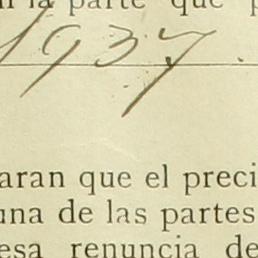 la parte que
1937.
aran que el preci
una de las partes
esa renuncia de